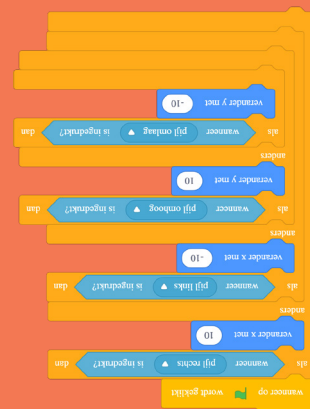 wanneer op wordt geklikt
als wanneer pijl rechts is ingedrukt? dan
verander x met 10
anders
als wanneer pijl links is ingedrukt? dan
verander x met -10
anders
als wanneer pijl omhoog is ingedrukt? dan
verander y met 10
anders
als wanneer pijl omlaag is ingedrukt? dan
verander y met -10